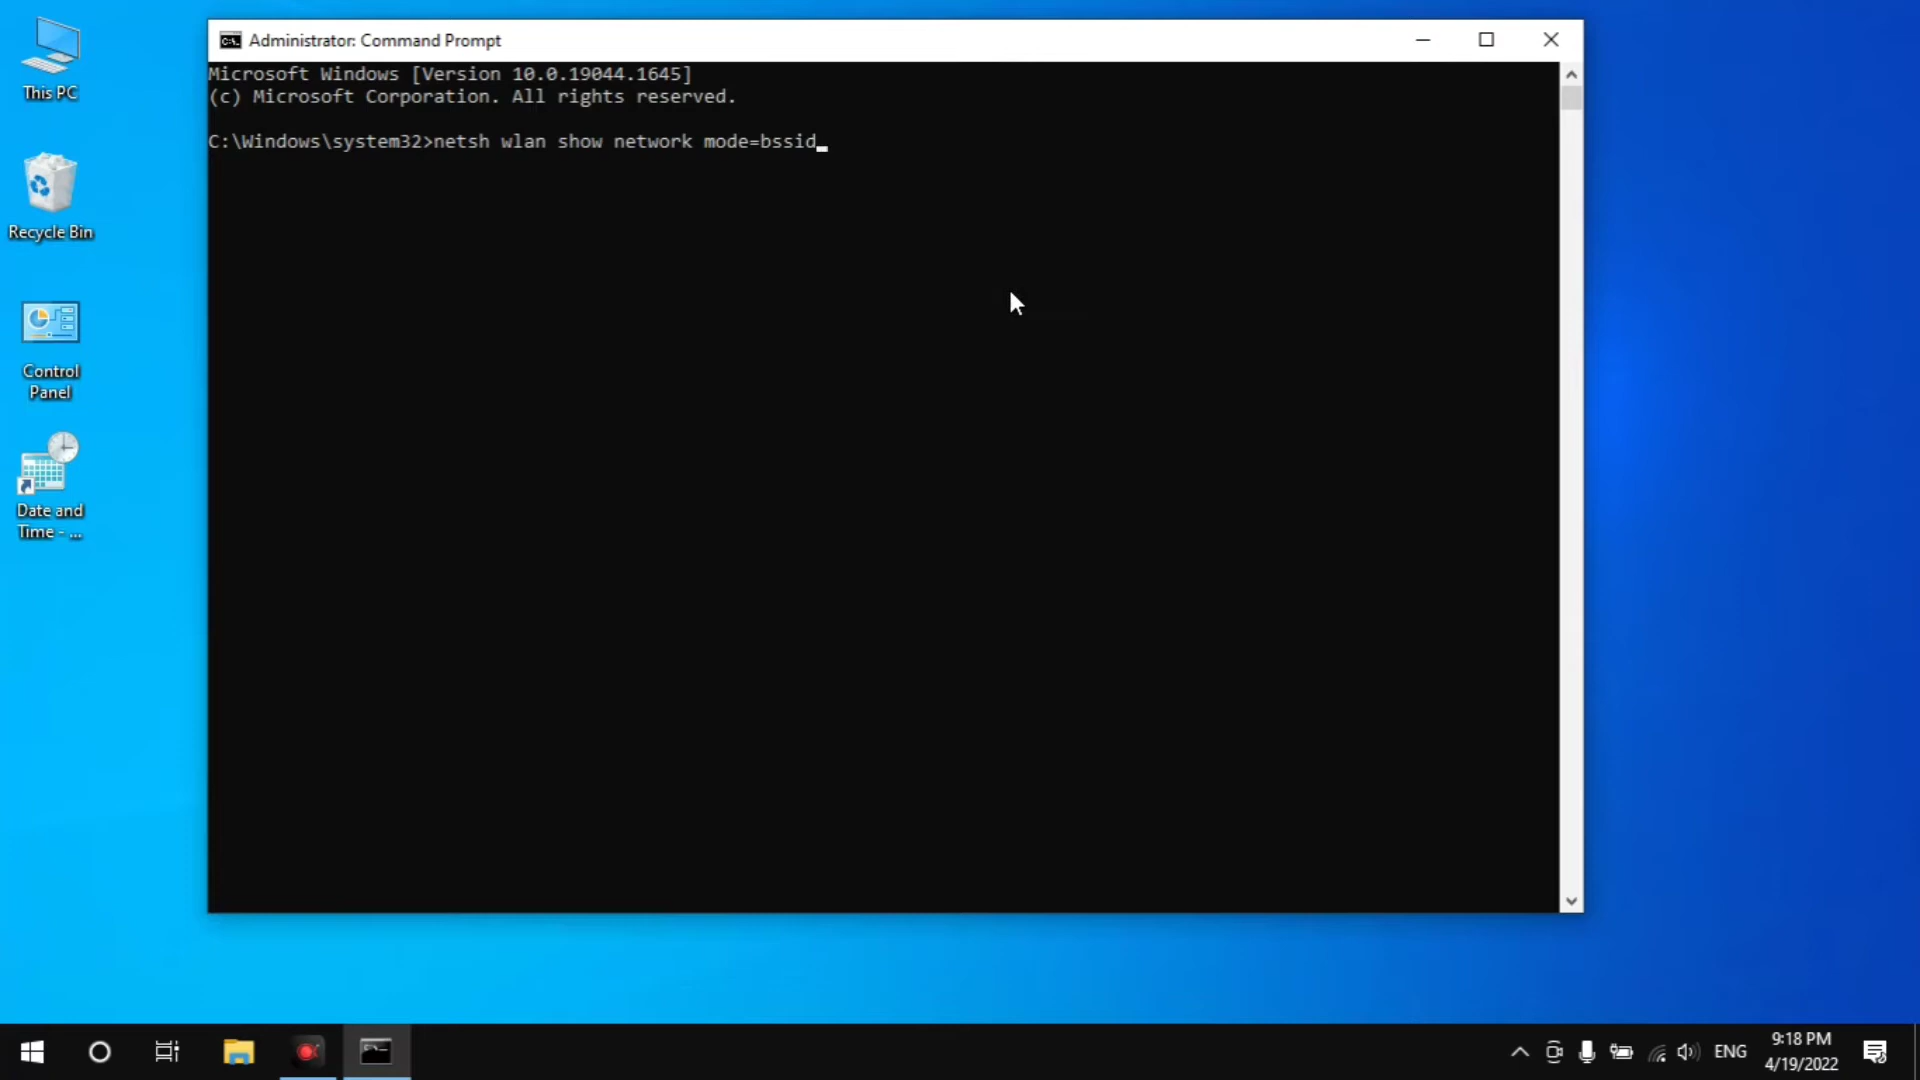 This PC
Recycle Bin
Control
Panel
Date and
Time - ...
Administrator: Command Prompt
Microsoft Windows [Version 10.0.19044.1645]
(c) Microsoft Corporation. All rights reserved.
C:\Windows\system32>netsh wlan show network mode=bssid
ENG
9:18 PM
4/19/2022